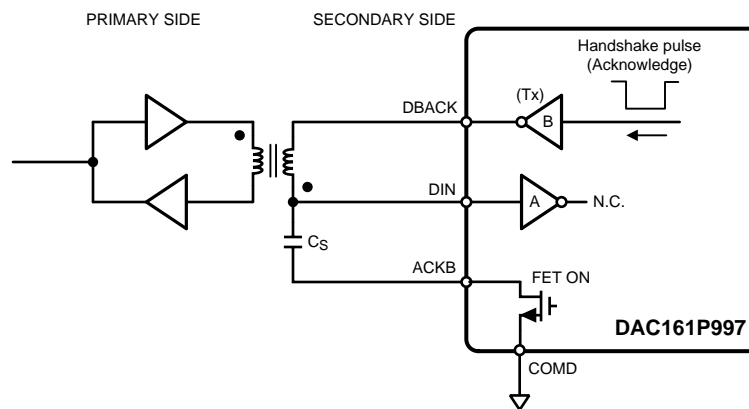 PRIMARY SIDE
SECONDARY SIDE
Handshake pulse
(Acknowledge)
(Tx)
DBACK
B
DIN
A
N.C.
CS
ACKB
FET ON
DAC161P997
COMD